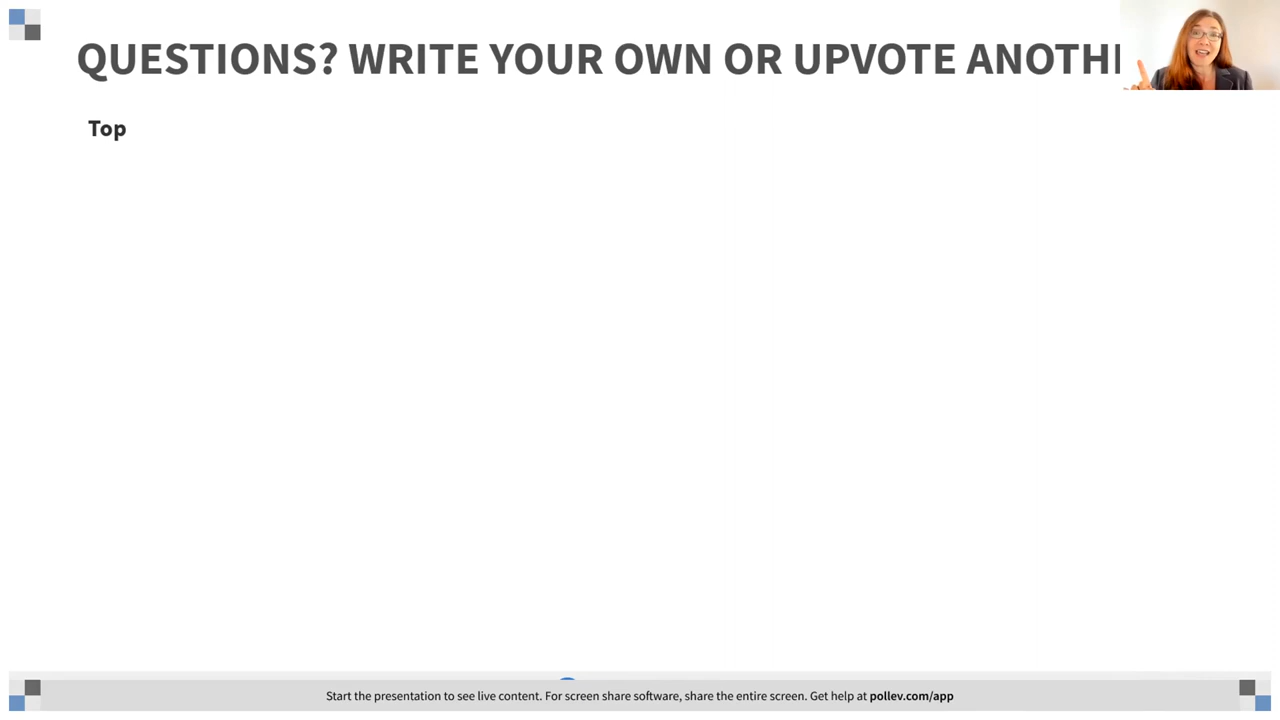 QUESTIONS? WRITE YOUR OWN OR UPVOTE
Top
Start the presentation to see live content. For screen share software, share the entire screen. Get help at pollev.com/app